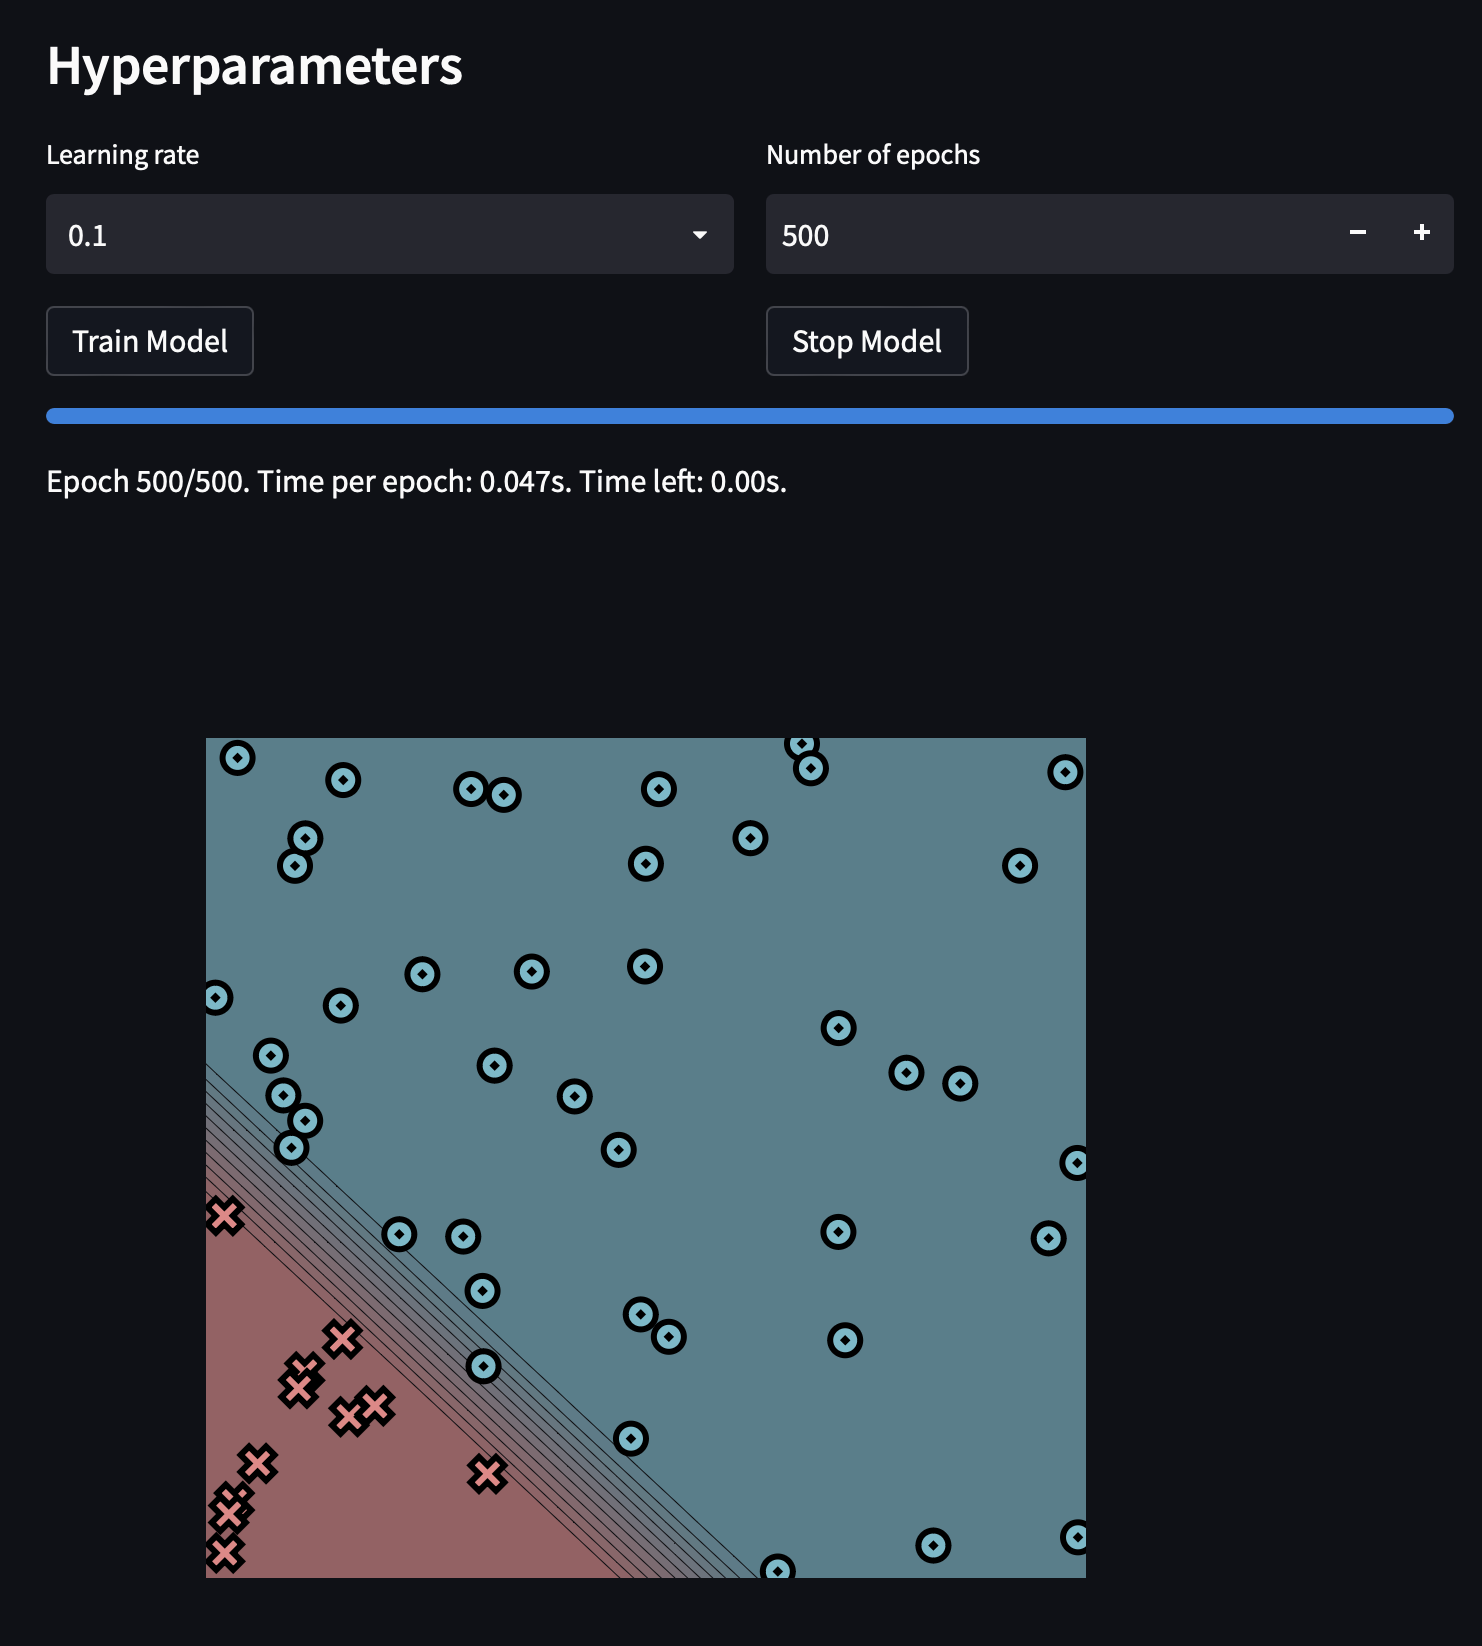 Hyperparameters
Learning rate
Number of epochs
0.1
500
Train Model
Stop Model
Epoch 500/500. Time per epoch: 0.047s. Time left: 0.00s.